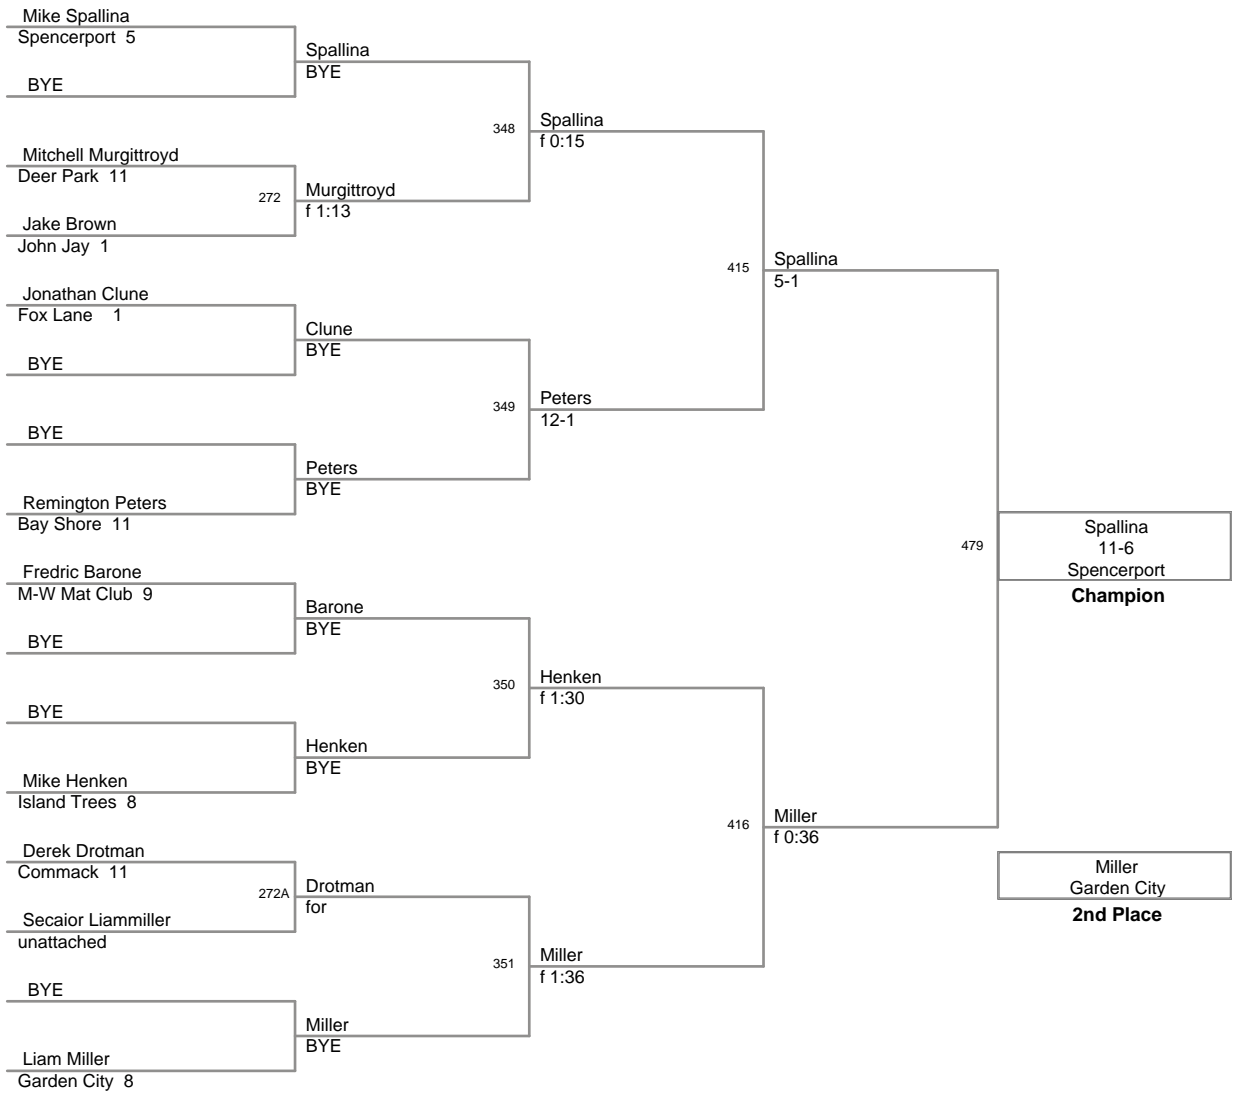 Mike Spallina
Spencerport 5
BYE
Mitchell Murgittroyd
Deer Park 11
Jake Brown
John Jay 1
Jonathan Clune
Fox Lane 1
BYE
BYE
Remington Peters
Bay Shore 11
Fredric Barone
M-W Mat Club 9
BYE
BYE
Mike Henken
Island Trees 8
Derek Drotman
Commack 11
Secaior Liammiller
unattached
BYE
Liam Miller
Garden City 8
Spallina
BYE
272
Murgittroyd
f 1:13
Clune
BYE
Peters
BYE
Barone
BYE
Henken
BYE
272A
Drotman
for
Miller
BYE
348
Spallina
f 0:15
349
Peters
12-1
350
Henken
f 1:30
351
Miller
f 1:36
415
Spallina
5-1
416
Miller
f 0:36
479
Spallina
11-6
Spencerport
Champion
Miller
Garden City
2nd Place